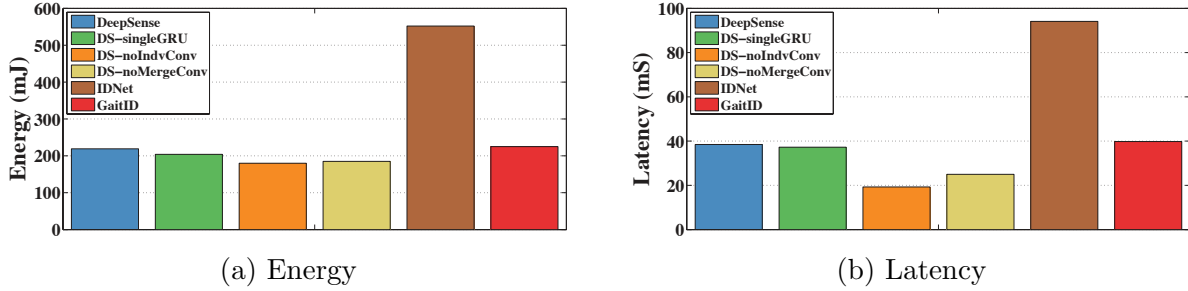 600
500
400
300
200
100
0
Energy (mJ)
DeepSense
DS-singleGRU
DS-noIndvConv
DS-noMergeConv
IDNet
GaitID
(a) Energy
100
80
60
40
20
0
Latency (mS)
DeepSense
DS-singleGRU
DS-noIndvConv
DS-noMergeConv
IDNet
GaitID
(b) Latency